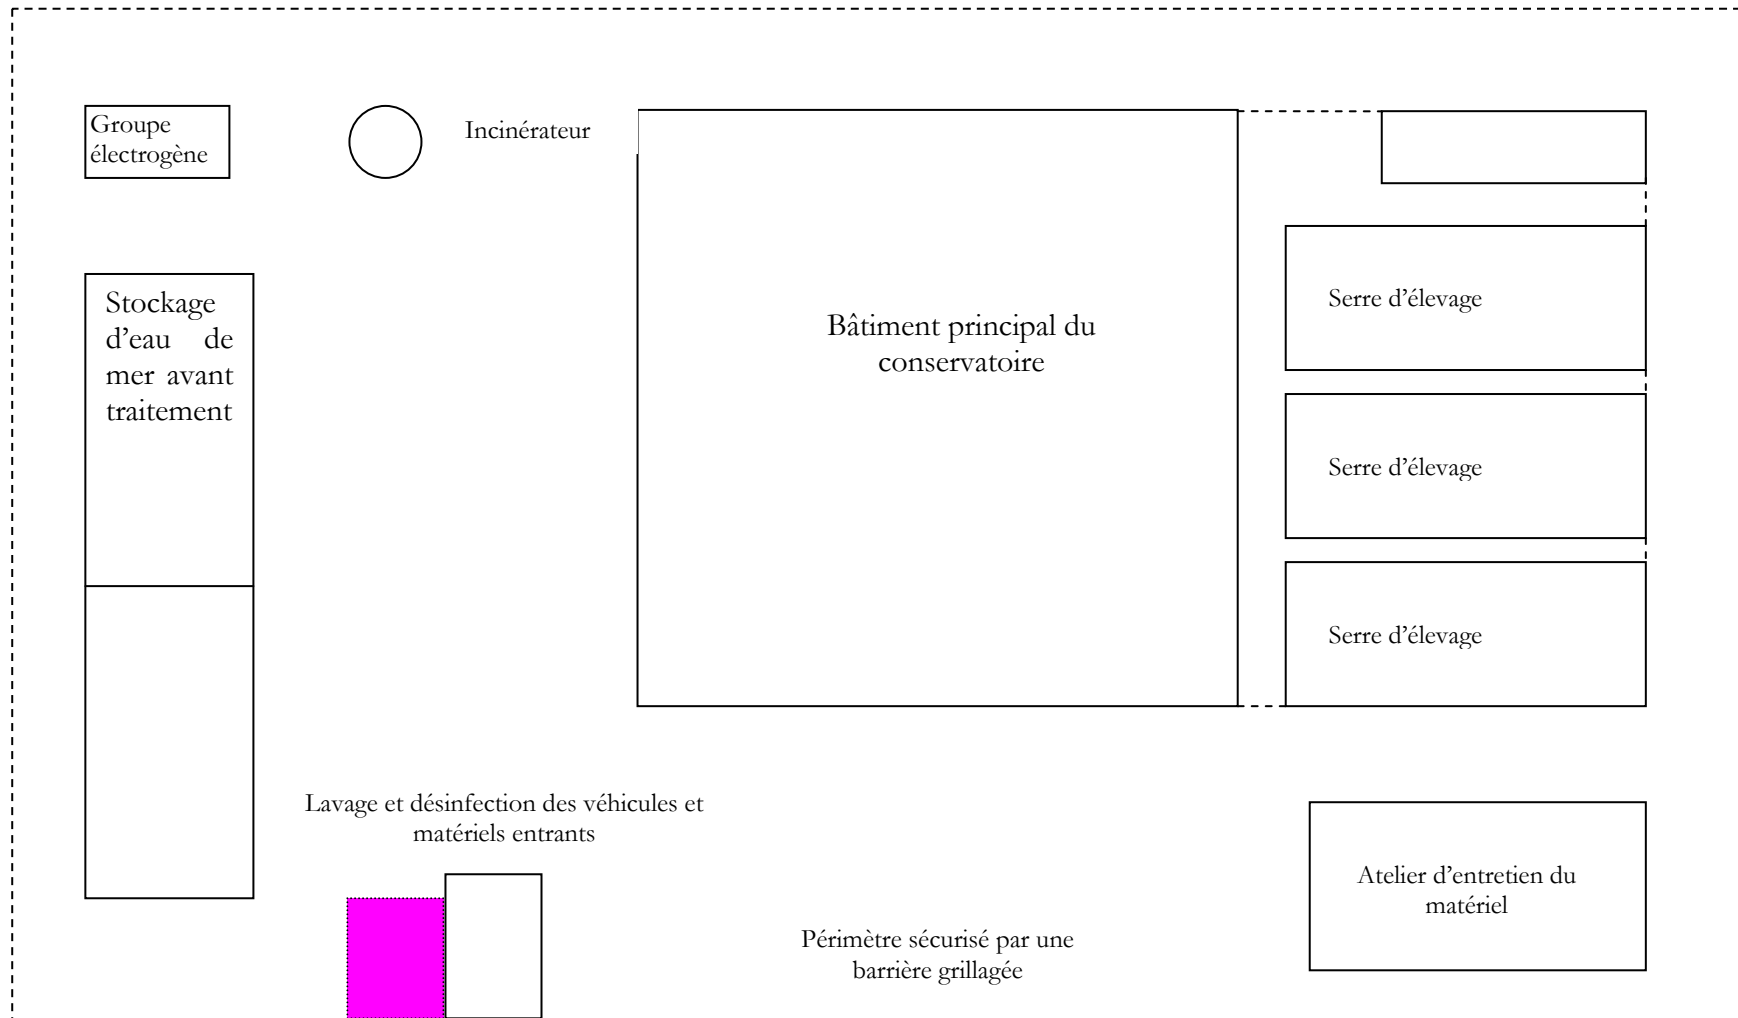 Groupe
électrogène
Incinérateur
Stockage
d'eau de
mer avant
traitement
Bâtiment principal du
conservatoire
Serre d'élevage
Serre d'élevage
Serre d'élevage
Lavage et désinfection des véhicules et
matériels entrants
Atelier d'entretien du
matériel
Périmètre sécurisé par une
barrière grillagée